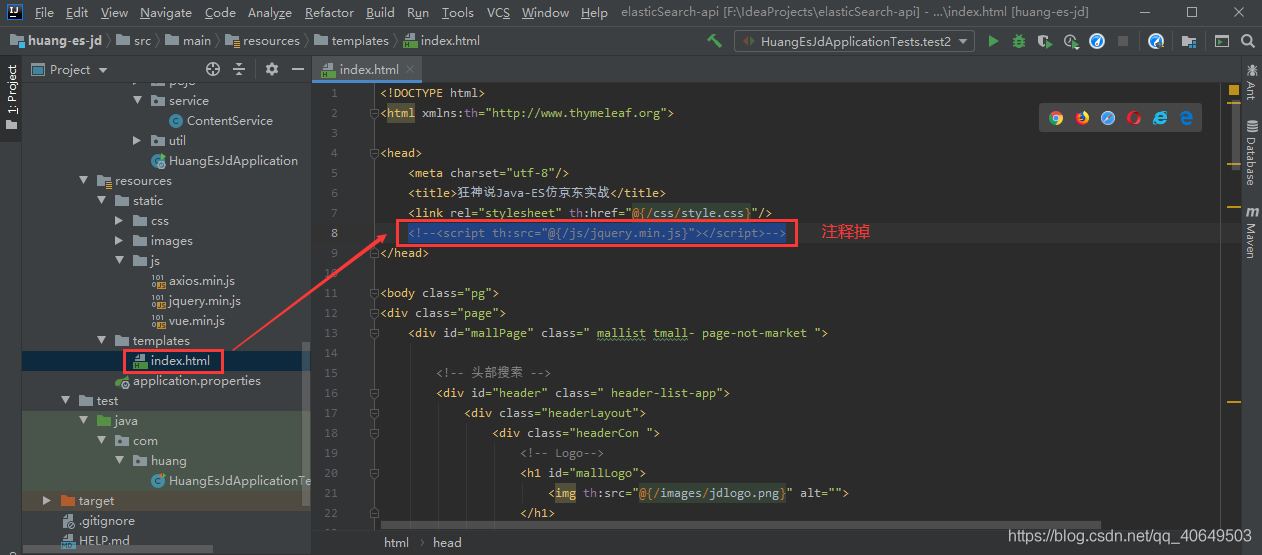 File Edit View Navigate Code Analyze Refactor Build Run Tools VCS Window Help elasticSearch-api [F:\IdeaProjects\elasticSearch-api] - ...\index.html [huang-es-jd]
huang-es-jd src main resources templates index.html HuangEsJdApplicationTests.test2
1: Project
Project
index.html
service
ContentService
util
HuangEsJdApplication
resources
static
css
images
js
axios.min.js
jquery.min.js
vue.min.js
templates
index.html
application.properties
test
java
com
huang
HuangEsJdApplicationTe
target
.gitignore
HELP.md
1 <!DOCTYPE html>
2 <html xmlns:th="http://www.thymeleaf.org">
3
4 <head>
5 <meta charset="utf-8"/>
6 <title>狂神说Java-ES仿京东实战</title>
7 <link rel="stylesheet" th:href="@{/css/style.css}"/>
8 <!--<script th:src="@{/js/jquery.min.js}"></script>--> 注释掉
9 </head>
10
11 <body class="pg">
12 <div class="page">
13 <div id="mallPage" class=" mallist tmall- page-not-market ">
14
15 <!-- 头部搜索 -->
16 <div id="header" class=" header-list-app">
17 <div class="headerLayout">
18 <div class="headerCon ">
19 <!-- Logo-->
20 <h1 id="mallLogo">
21 <img th:src="@{/images/jdlogo.png}" alt="">
22 </h1>
html head
Ant
Database
m Maven
https://blog.csdn.net/qq_40649503